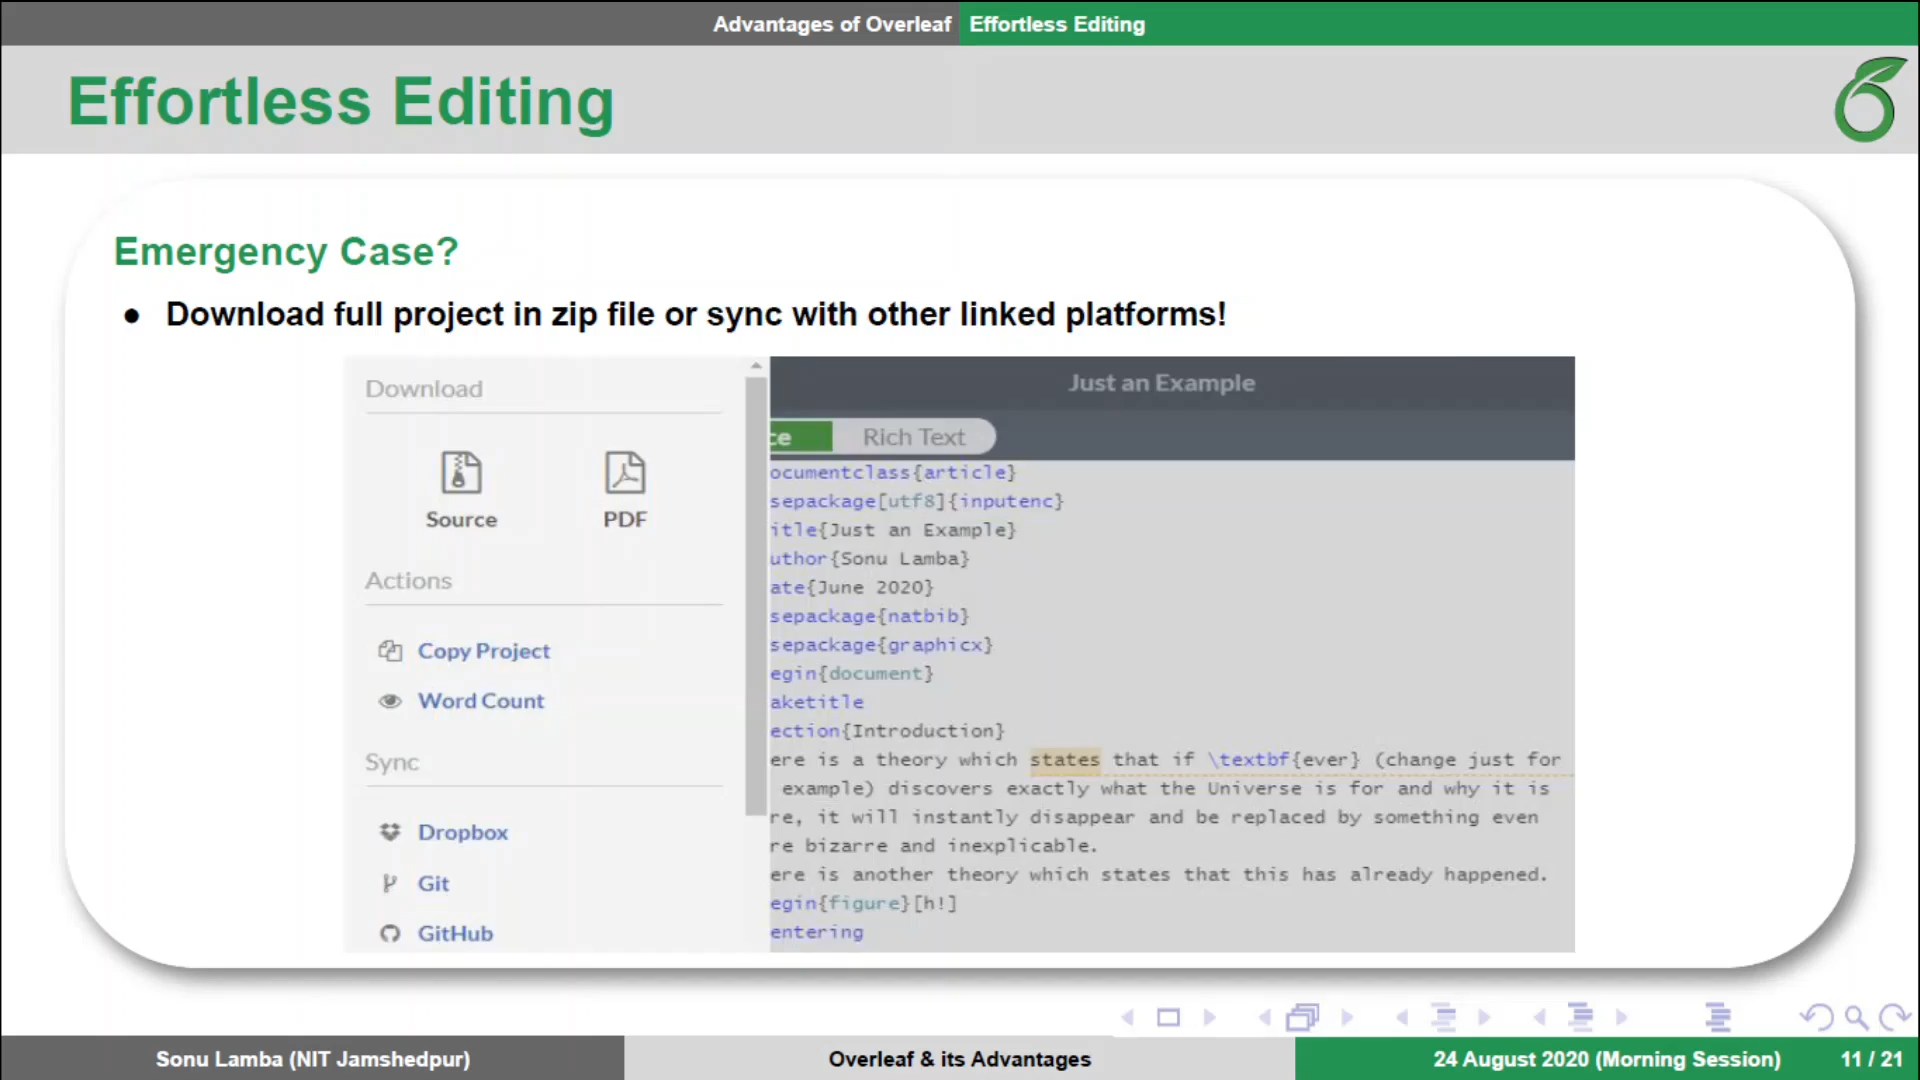 Advantages of Overleaf Effortless Editing
Effortless Editing
Emergency Case?
• Download full project in zip file or sync with other linked platforms!
Download
Source PDF
Actions
Copy Project
Word Count
Sync
Dropbox
Git
GitHub
Just an Example
ce Rich Text
ocumentclass{article}
sepackage[utf8]{inputenc}
itle{Just an Example}
uthor{Sonu Lamba}
ate{June 2020}
sepackage{natbib}
sepackage{graphicx}
egin{document}
aketitle
ection{Introduction}
ere is a theory which states that if \textbf{ever} (change just for
example) discovers exactly what the Universe is for and why it is
re, it will instantly disappear and be replaced by something even
re bizarre and inexplicable.
ere is another theory which states that this has already happened.
egin{figure}[h!]
entering
Sonu Lamba (NIT Jamshedpur) Overleaf & its Advantages 24 August 2020 (Morning Session) 11 / 21